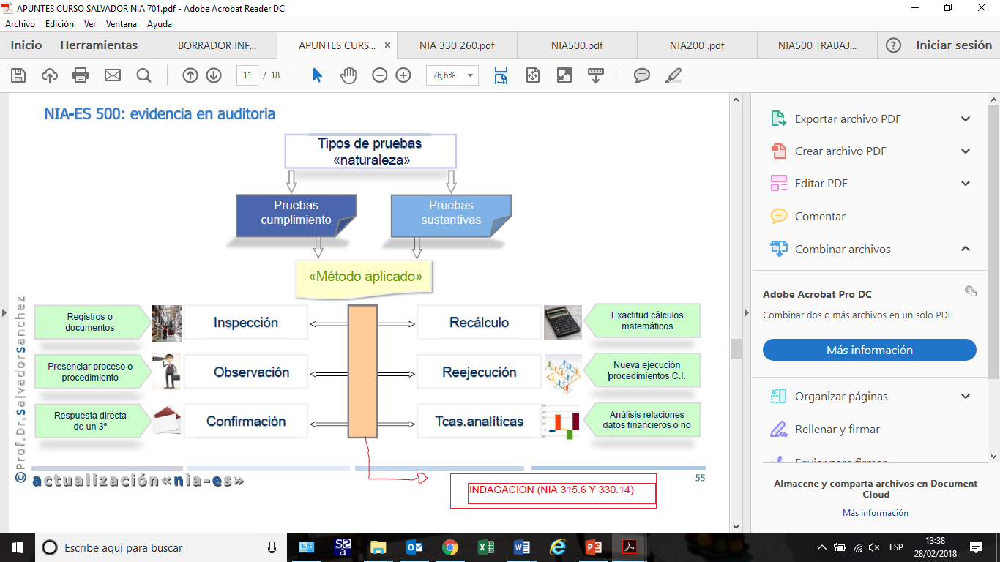 APUNTES CURSO SALVADOR NIA 701.pdf - Adobe Acrobat Reader DC
Archivo Edición Ver Ventana Ayuda
Inicio Herramientas BORRADOR INF... APUNTES CURS... × NIA 330 260.pdf NIA500.pdf NIA200 .pdf NIA500 TRABAJ... ? Iniciar sesión
11 / 18 76,6%
NIA-ES 500: evidencia en auditoria
Tipos de pruebas
«naturaleza»
Pruebas
cumplimiento
Pruebas
sustantivas
«Método aplicado»
Registros o
documentos
Inspección
Recálculo
Exactitud cálculos
matemáticos
Presenciar proceso o
procedimiento
Observación
Reejecución
Nueva ejecución
procedimientos C.I.
Respuesta directa
de un 3º
Confirmación
Tcas.analíticas
Análisis relaciones
datos financieros o no
© Prof.Dr.SalvadorSanchez
actualización«nia-es»
55
INDAGACION (NIA 315.6 Y 330.14)
Exportar archivo PDF
Crear archivo PDF
Editar PDF
Comentar
Combinar archivos
Adobe Acrobat Pro DC
Combinar dos o más archivos en un solo PDF
Más información
Organizar páginas
Rellenar y firmar
Enviar para firmar
Almacene y comparta archivos en Document
Cloud
Más información
Escribe aquí para buscar
ESP
13:38
28/02/2018